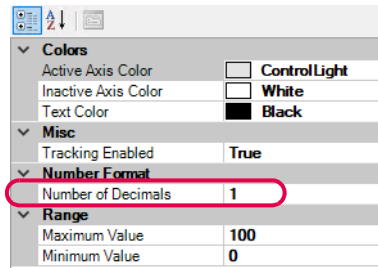 Colors
Active Axis Color ControlLight
Inactive Axis Color White
Text Color Black
Misc
Tracking Enabled True
Number Format
Number of Decimals 1
Range
Maximum Value 100
Minimum Value 0